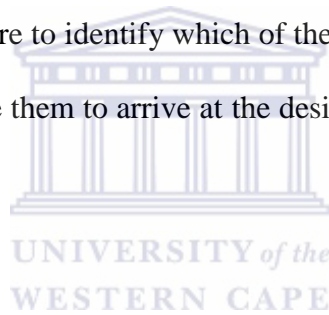 re to identify which of the
them to arrive at the desi
UNIVERSITY of the
WESTERN CAPE